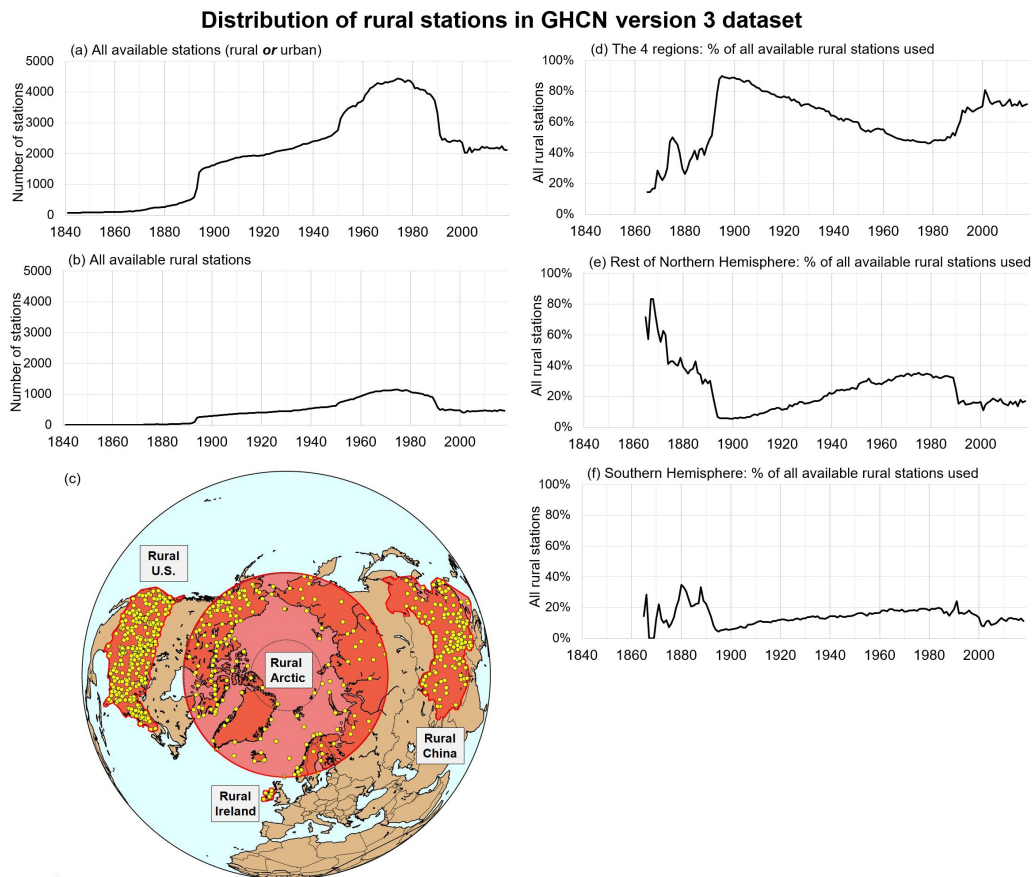 Distribution of rural stations in GHCN version 3 dataset
(a) All available stations (rural or urban)
Number of stations
5000
4000
3000
2000
1000
0
1840 1860 1880 1900 1920 1940 1960 1980 2000
(b) All available rural stations
Number of stations
5000
4000
3000
2000
1000
0
1840 1860 1880 1900 1920 1940 1960 1980 2000
(c)
Rural
U.S.
Rural
Arctic
Rural
China
Rural
Ireland
(d) The 4 regions: % of all available rural stations used
All rural stations
100%
80%
60%
40%
20%
0%
1840 1860 1880 1900 1920 1940 1960 1980 2000
(e) Rest of Northern Hemisphere: % of all available rural stations used
All rural stations
100%
80%
60%
40%
20%
0%
1840 1860 1880 1900 1920 1940 1960 1980 2000
(f) Southern Hemisphere: % of all available rural stations used
All rural stations
100%
80%
60%
40%
20%
0%
1840 1860 1880 1900 1920 1940 1960 1980 2000